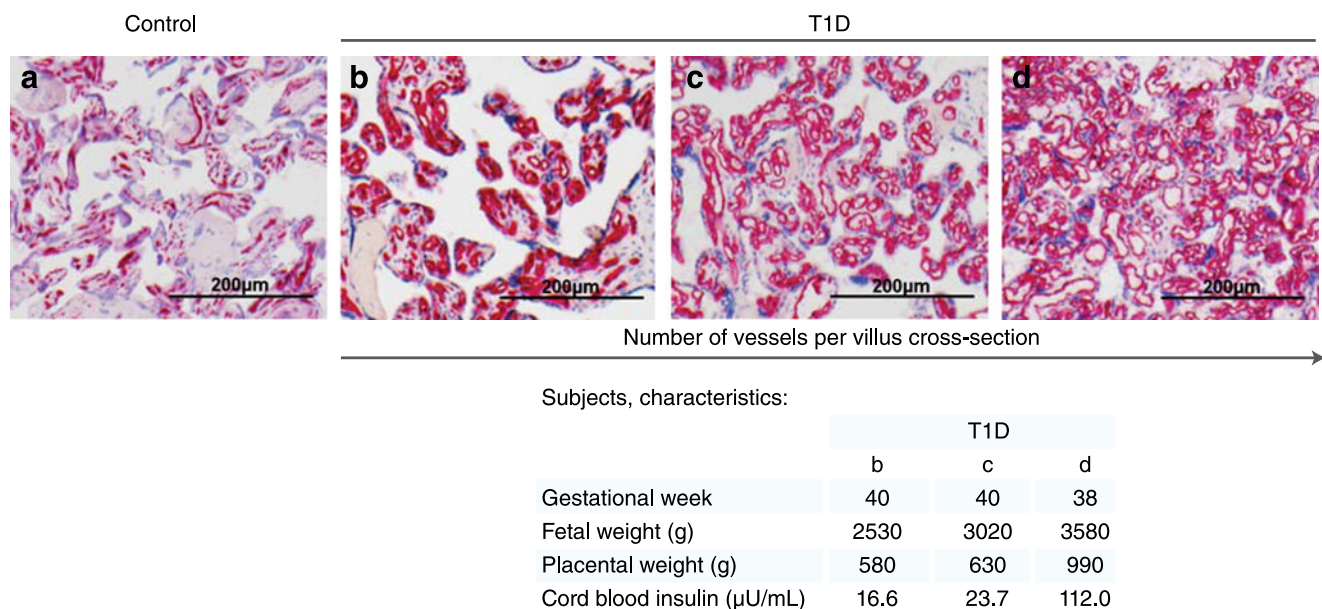 Control
T1D
a
b
c
d
200µm
200µm
200µm
200µm
Number of vessels per villus cross-section
Subjects, characteristics:
T1D
b c d
Gestational week 40 40 38
Fetal weight (g) 2530 3020 3580
Placental weight (g) 580 630 990
Cord blood insulin (µU/mL) 16.6 23.7 112.0